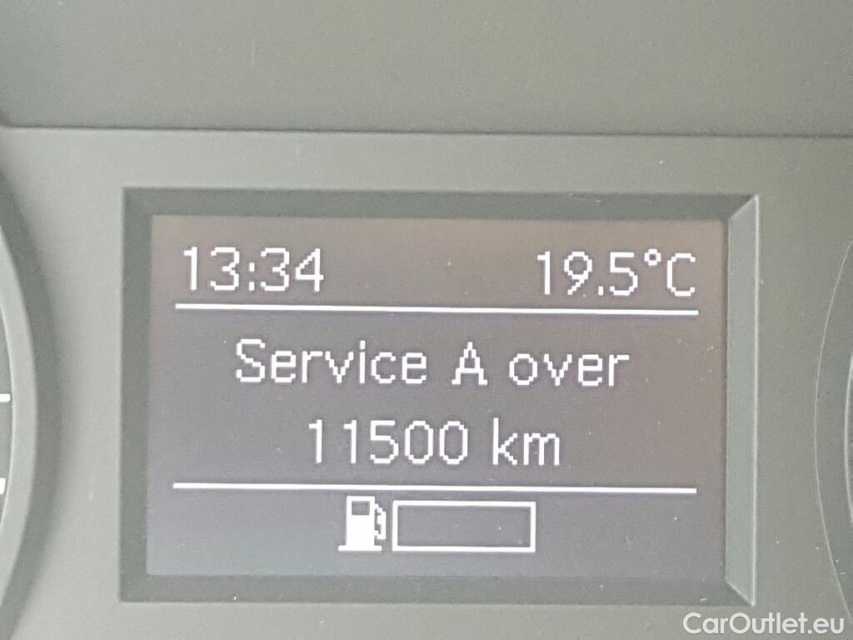 13:34 19.5°C
Service A over
11500 km
CarOutlet.eu